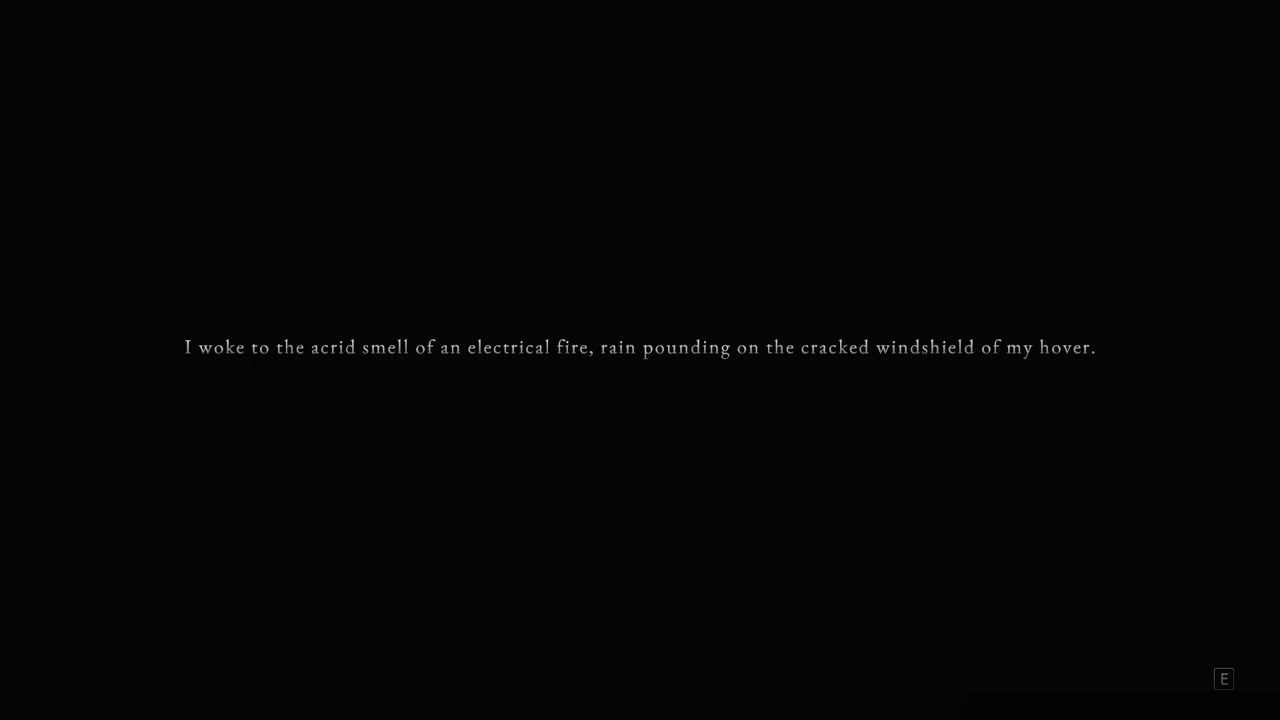 I woke to the acrid smell of an electrical fire, rain pounding on the cracked windshield of my hover.
E